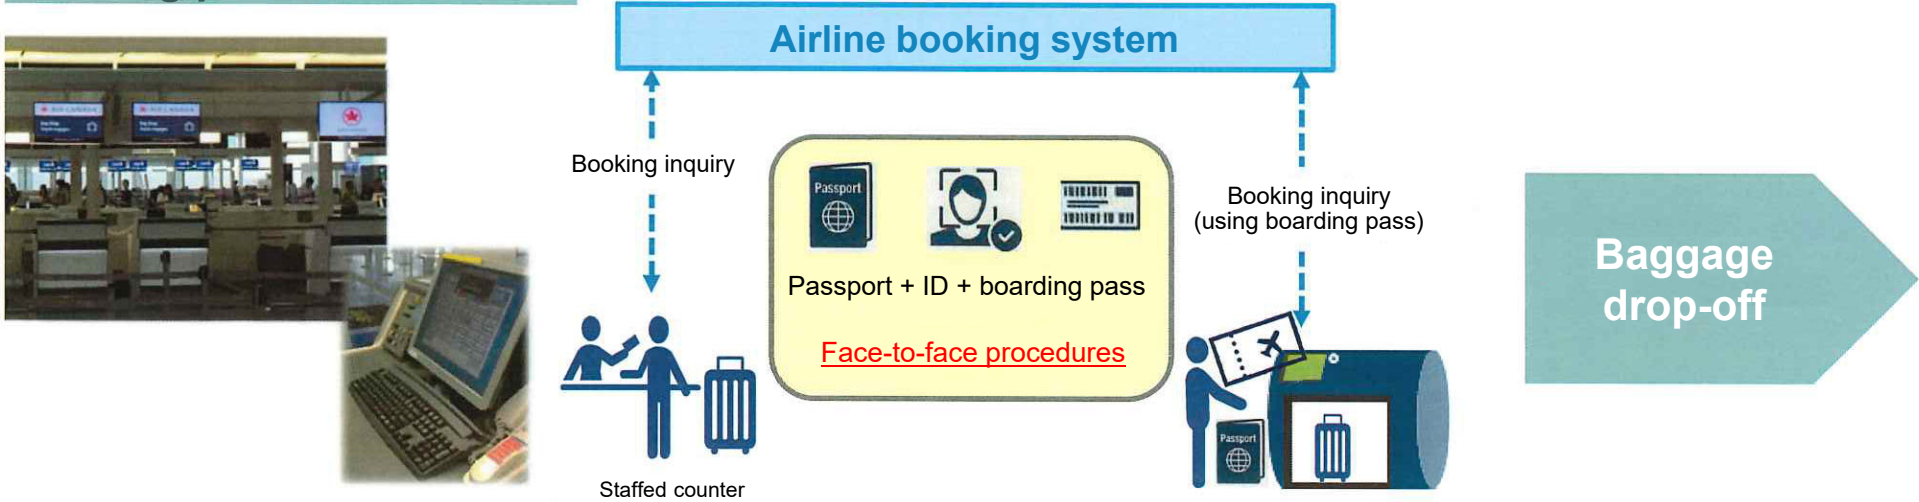 Airline booking system
Booking inquiry
Passport
Passport + ID + boarding pass
Face-to-face procedures
Booking inquiry
(using boarding pass)
Passport
Staffed counter
Baggage
drop-off